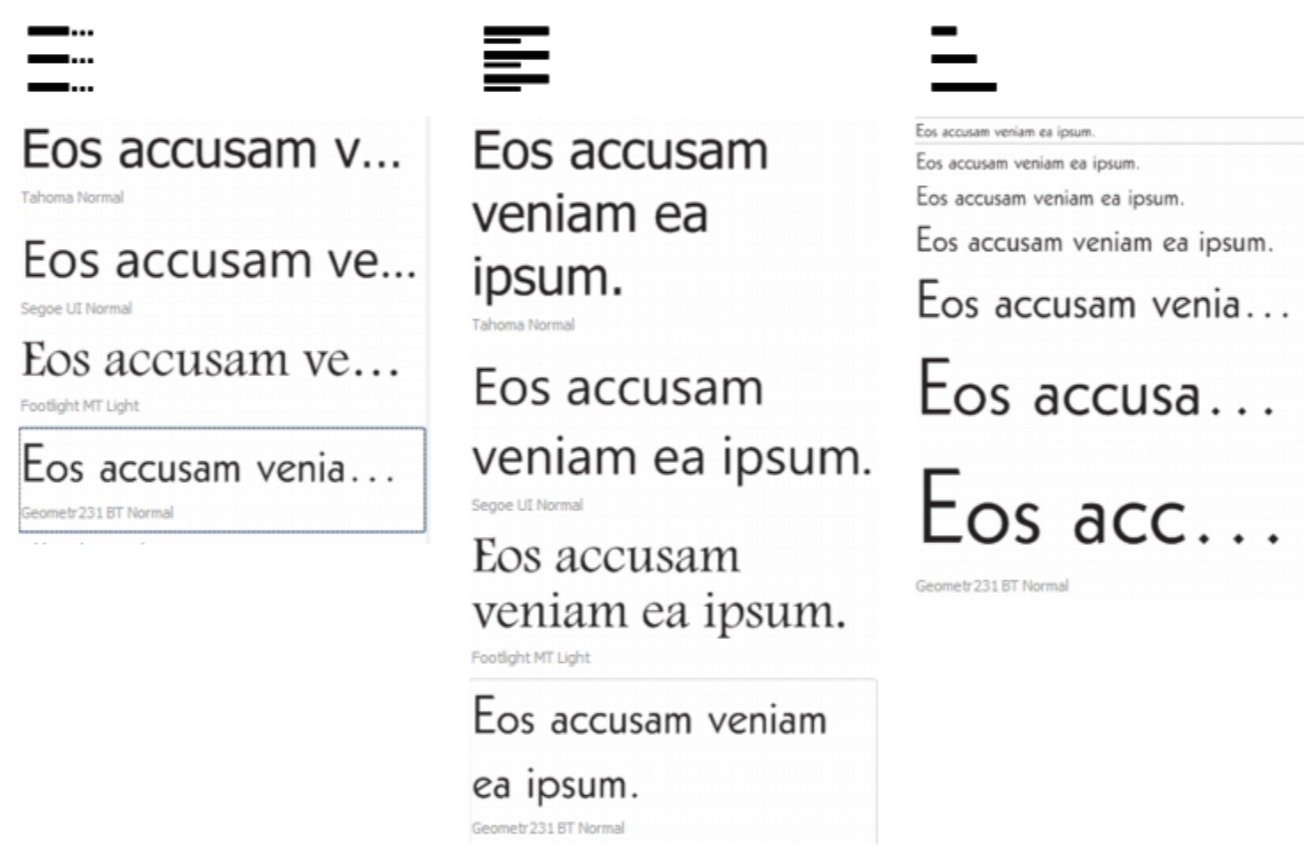 Eos accusam v...
Tahoma Normal
Eos accusam ve...
Segoe UI Normal
Eos accusam ve...
Footlight MT Light
Eos accusam venia...
Geometr231 BT Normal
Eos accusam
veniam ea
ipsum.
Tahoma Normal
Eos accusam
veniam ea ipsum.
Segoe UI Normal
Eos accusam
veniam ea ipsum.
Footlight MT Light
Eos accusam veniam
ea ipsum.
Geometr231 BT Normal
Eos accusam veniam ea ipsum.
Eos accusam veniam ea ipsum.
Eos accusam veniam ea ipsum.
Eos accusam veniam ea ipsum.
Eos accusam venia...
Eos accusa...
Eos acc...
Geometr231 BT Normal